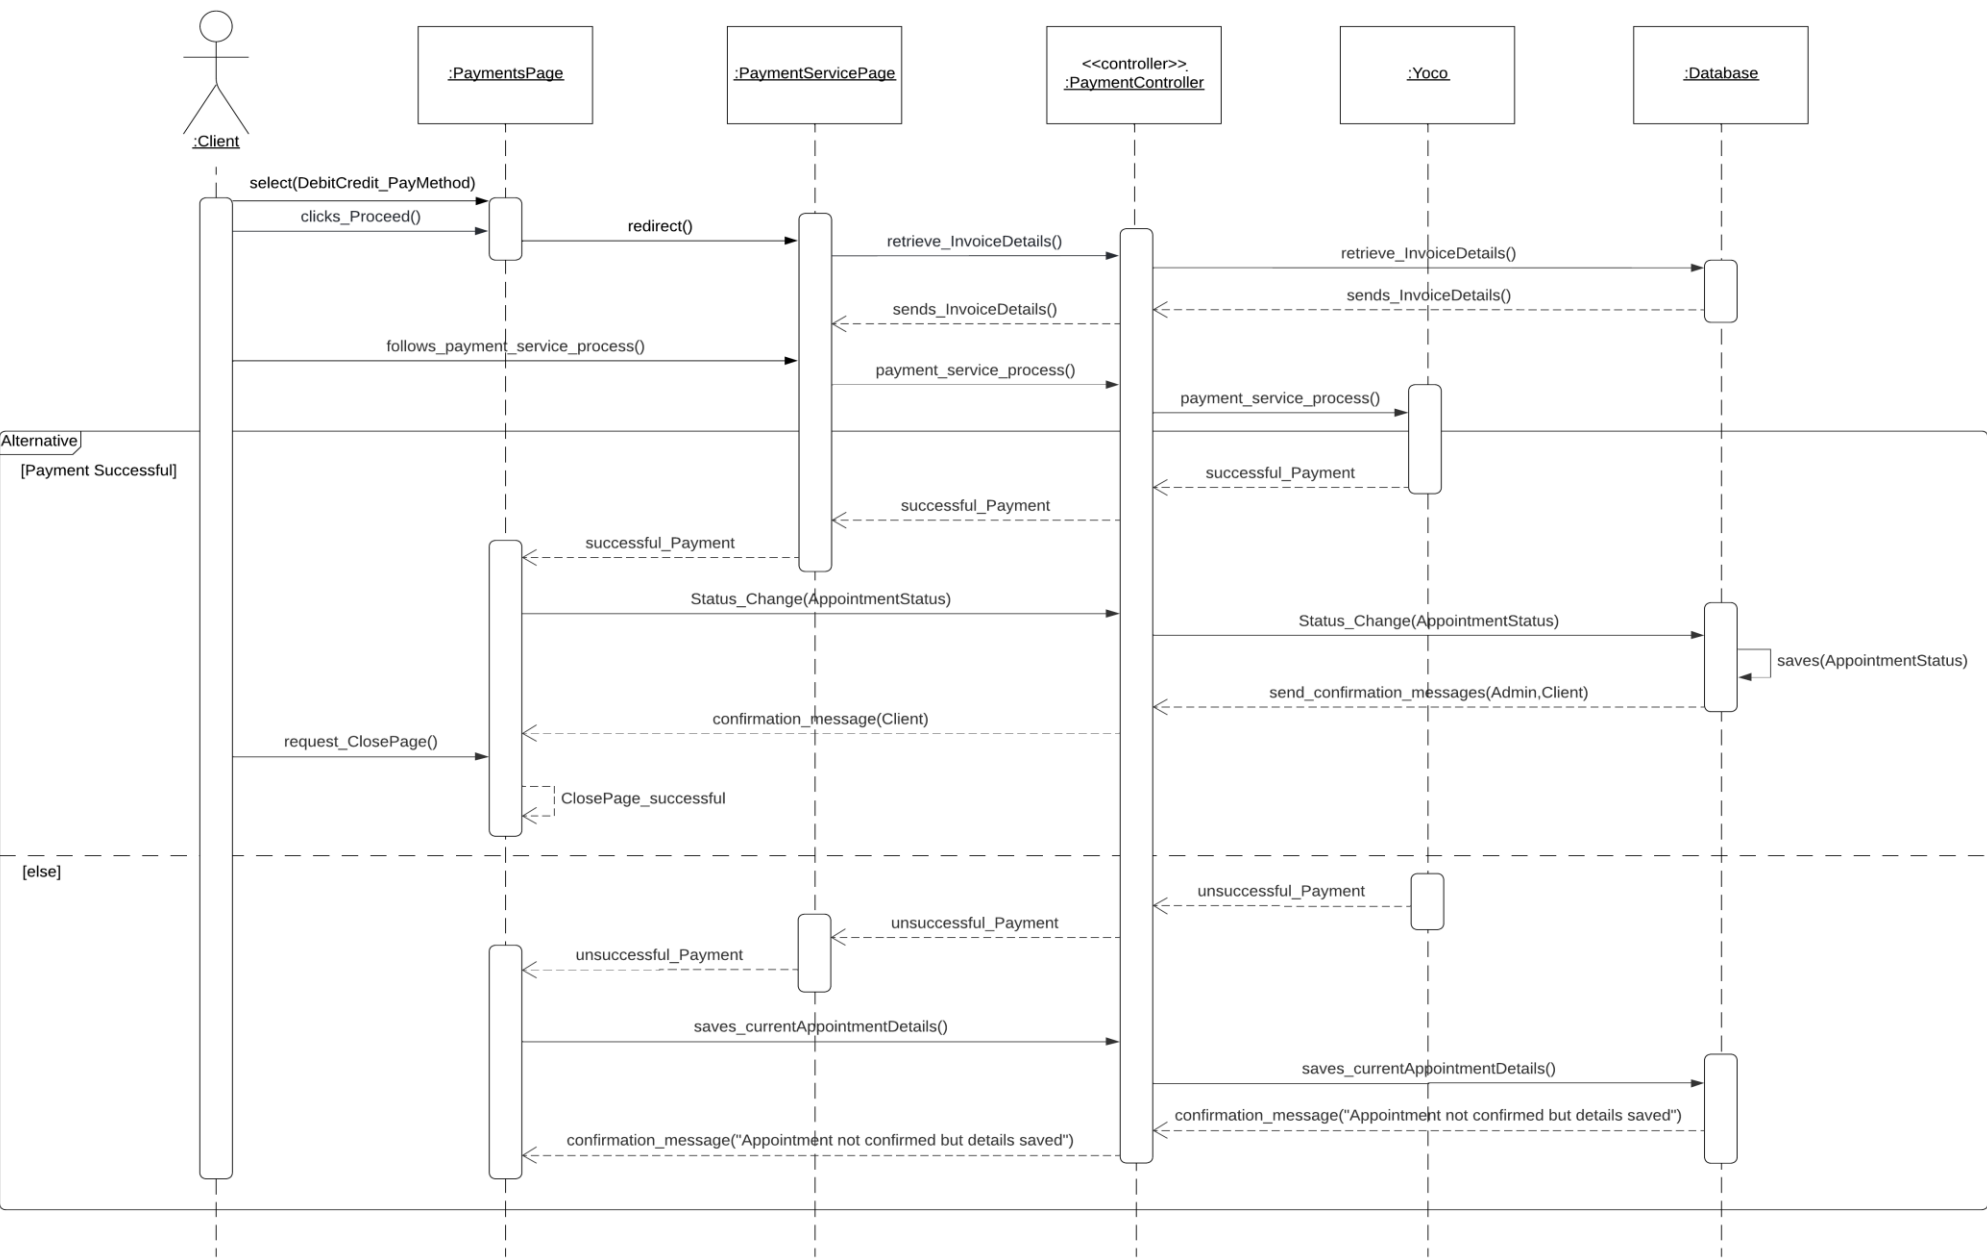 :PaymentsPage
:PaymentServicePage
<<controller>>
:PaymentController
:Yoco
:Database
:Client
select(DebitCredit_PayMethod)
clicks_Proceed()
redirect()
retrieve_InvoiceDetails()
retrieve_InvoiceDetails()
sends_InvoiceDetails()
sends_InvoiceDetails()
follows_payment_service_process()
payment_service_process()
payment_service_process()
Alternative
[Payment Successful]
successful_Payment
successful_Payment
successful_Payment
Status_Change(AppointmentStatus)
Status_Change(AppointmentStatus)
saves(AppointmentStatus)
send_confirmation_messages(Admin,Client)
confirmation_message(Client)
request_ClosePage()
ClosePage_successful
[else]
unsuccessful_Payment
unsuccessful_Payment
unsuccessful_Payment
saves_currentAppointmentDetails()
saves_currentAppointmentDetails()
confirmation_message("Appointment not confirmed but details saved")
confirmation_message("Appointment not confirmed but details saved")